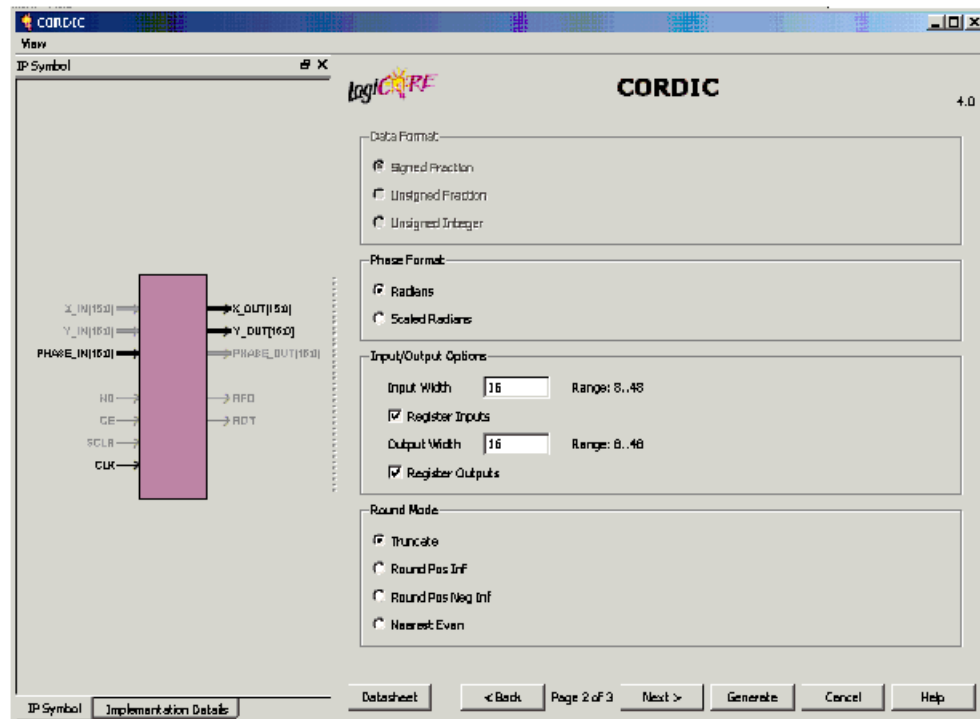 CORDIC
View
IP Symbol
LogiCORE
CORDIC
4.0
Data Format
Signed Fraction
Unsigned Fraction
Unsigned Integer
Phase Format
Radians
Scaled Radians
X_IN[15:0]
X_OUT[15:0]
Y_IN[15:0]
Y_OUT[15:0]
PHASE_IN[15:0]
PHASE_OUT[15:0]
ND
RFD
CE
RDY
SCLR
CLK
Input/Output Options
Input Width 16 Range: 8..48
Register Inputs
Output Width 16 Range: 8..48
Register Outputs
Round Mode
Truncate
Round Pos Inf
Round Pos Neg Inf
Nearest Even
IP Symbol
Implementation Details
Datasheet
< Back
Page 2 of 3
Next >
Generate
Cancel
Help